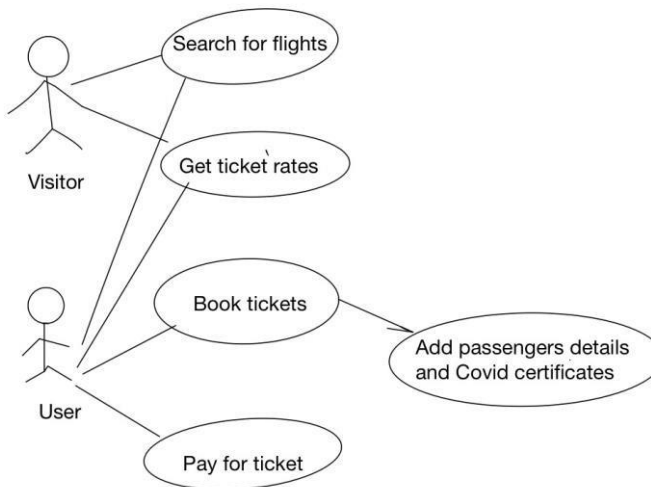 Search for flights
Get ticket rates
Visitor
Book tickets
Add passengers details
and Covid certificates
User
Pay for ticket